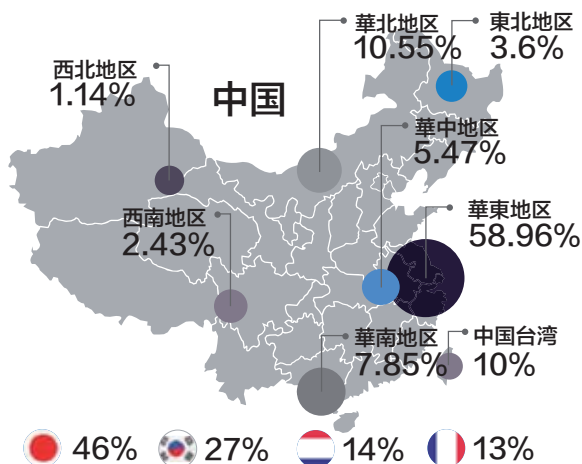 華北地区
10.55%
東北地区
3.6%
西北地区
1.14%
中国
華中地区
5.47%
西南地区
2.43%
華東地区
58.96%
華南地区
7.85%
中国台湾
10%
46%
27%
14%
13%